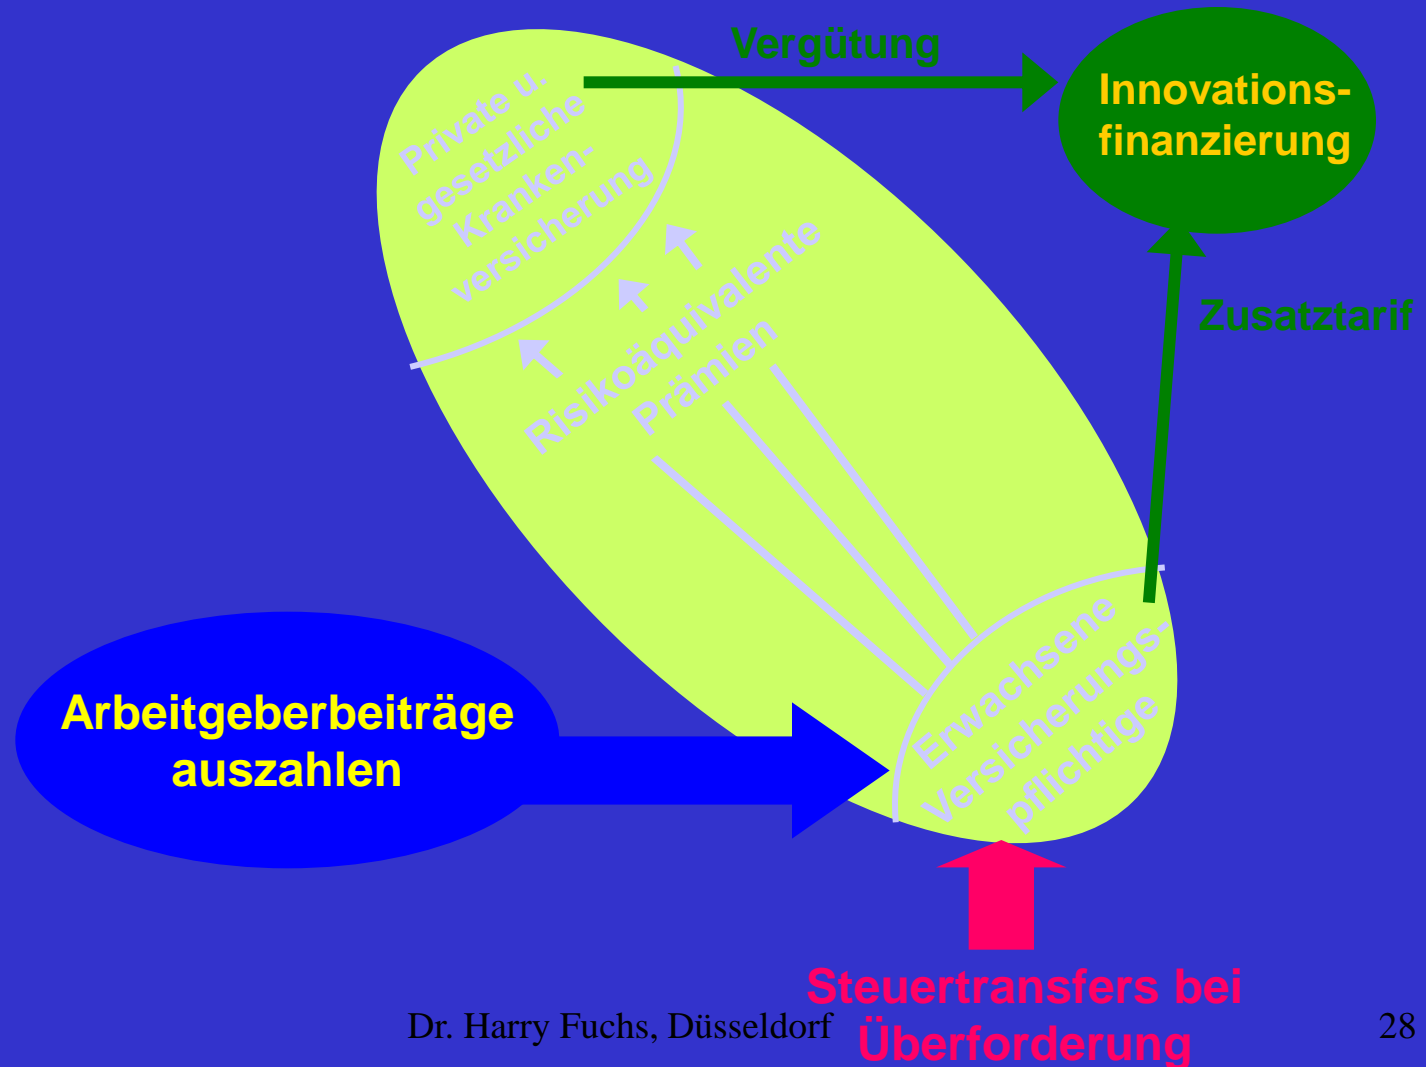 Vergütung
Innovations-
finanzierung
Private u.
gesetzliche
Kranken-
versicherung
Risikoäquivalente
Prämien
Zusatztarif
Erwachsene
Versicherungs-
pflichtige
Arbeitgeberbeiträge
auszahlen
Steuertransfers bei
Überforderung
Dr. Harry Fuchs, Düsseldorf
28